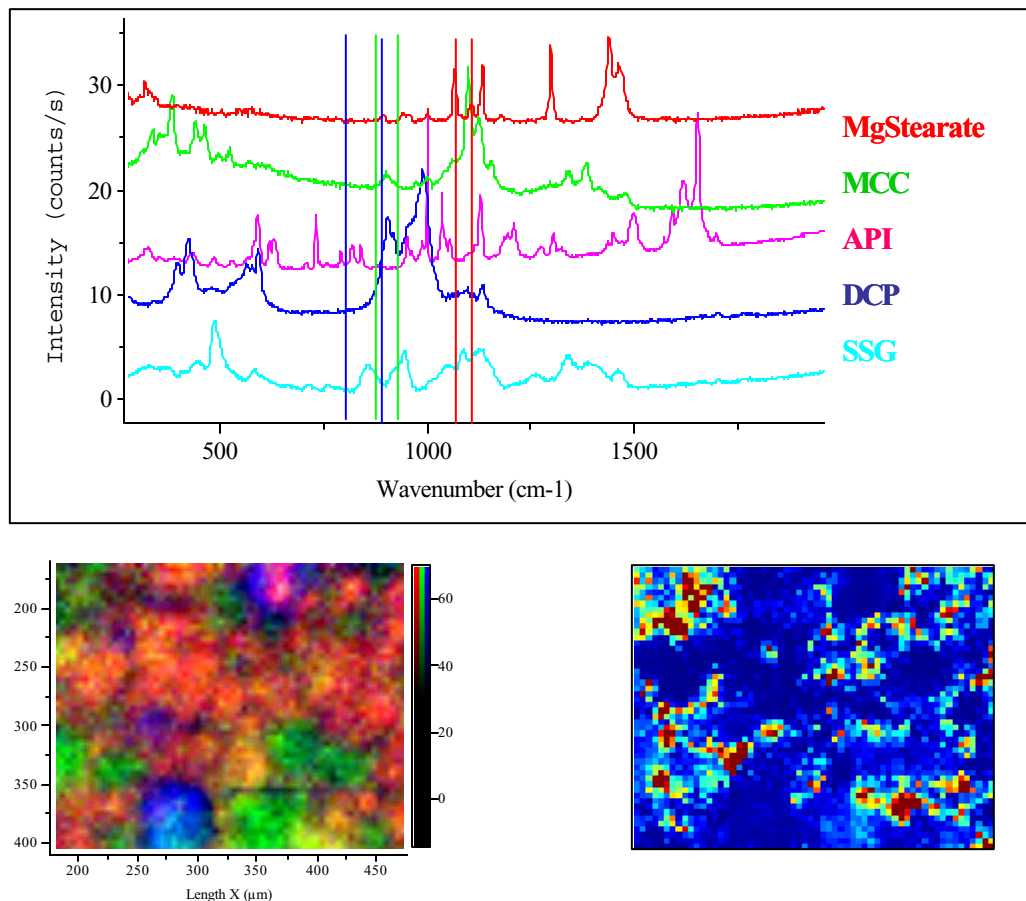 Intensity (counts/s)
30
20
10
0
MgStearate
MCC
API
DCP
SSG
500
1000
1500
Wavenumber (cm-1)
200
250
300
350
400
60
40
20
0
200
250
300
350
400
450
Length X (µm)